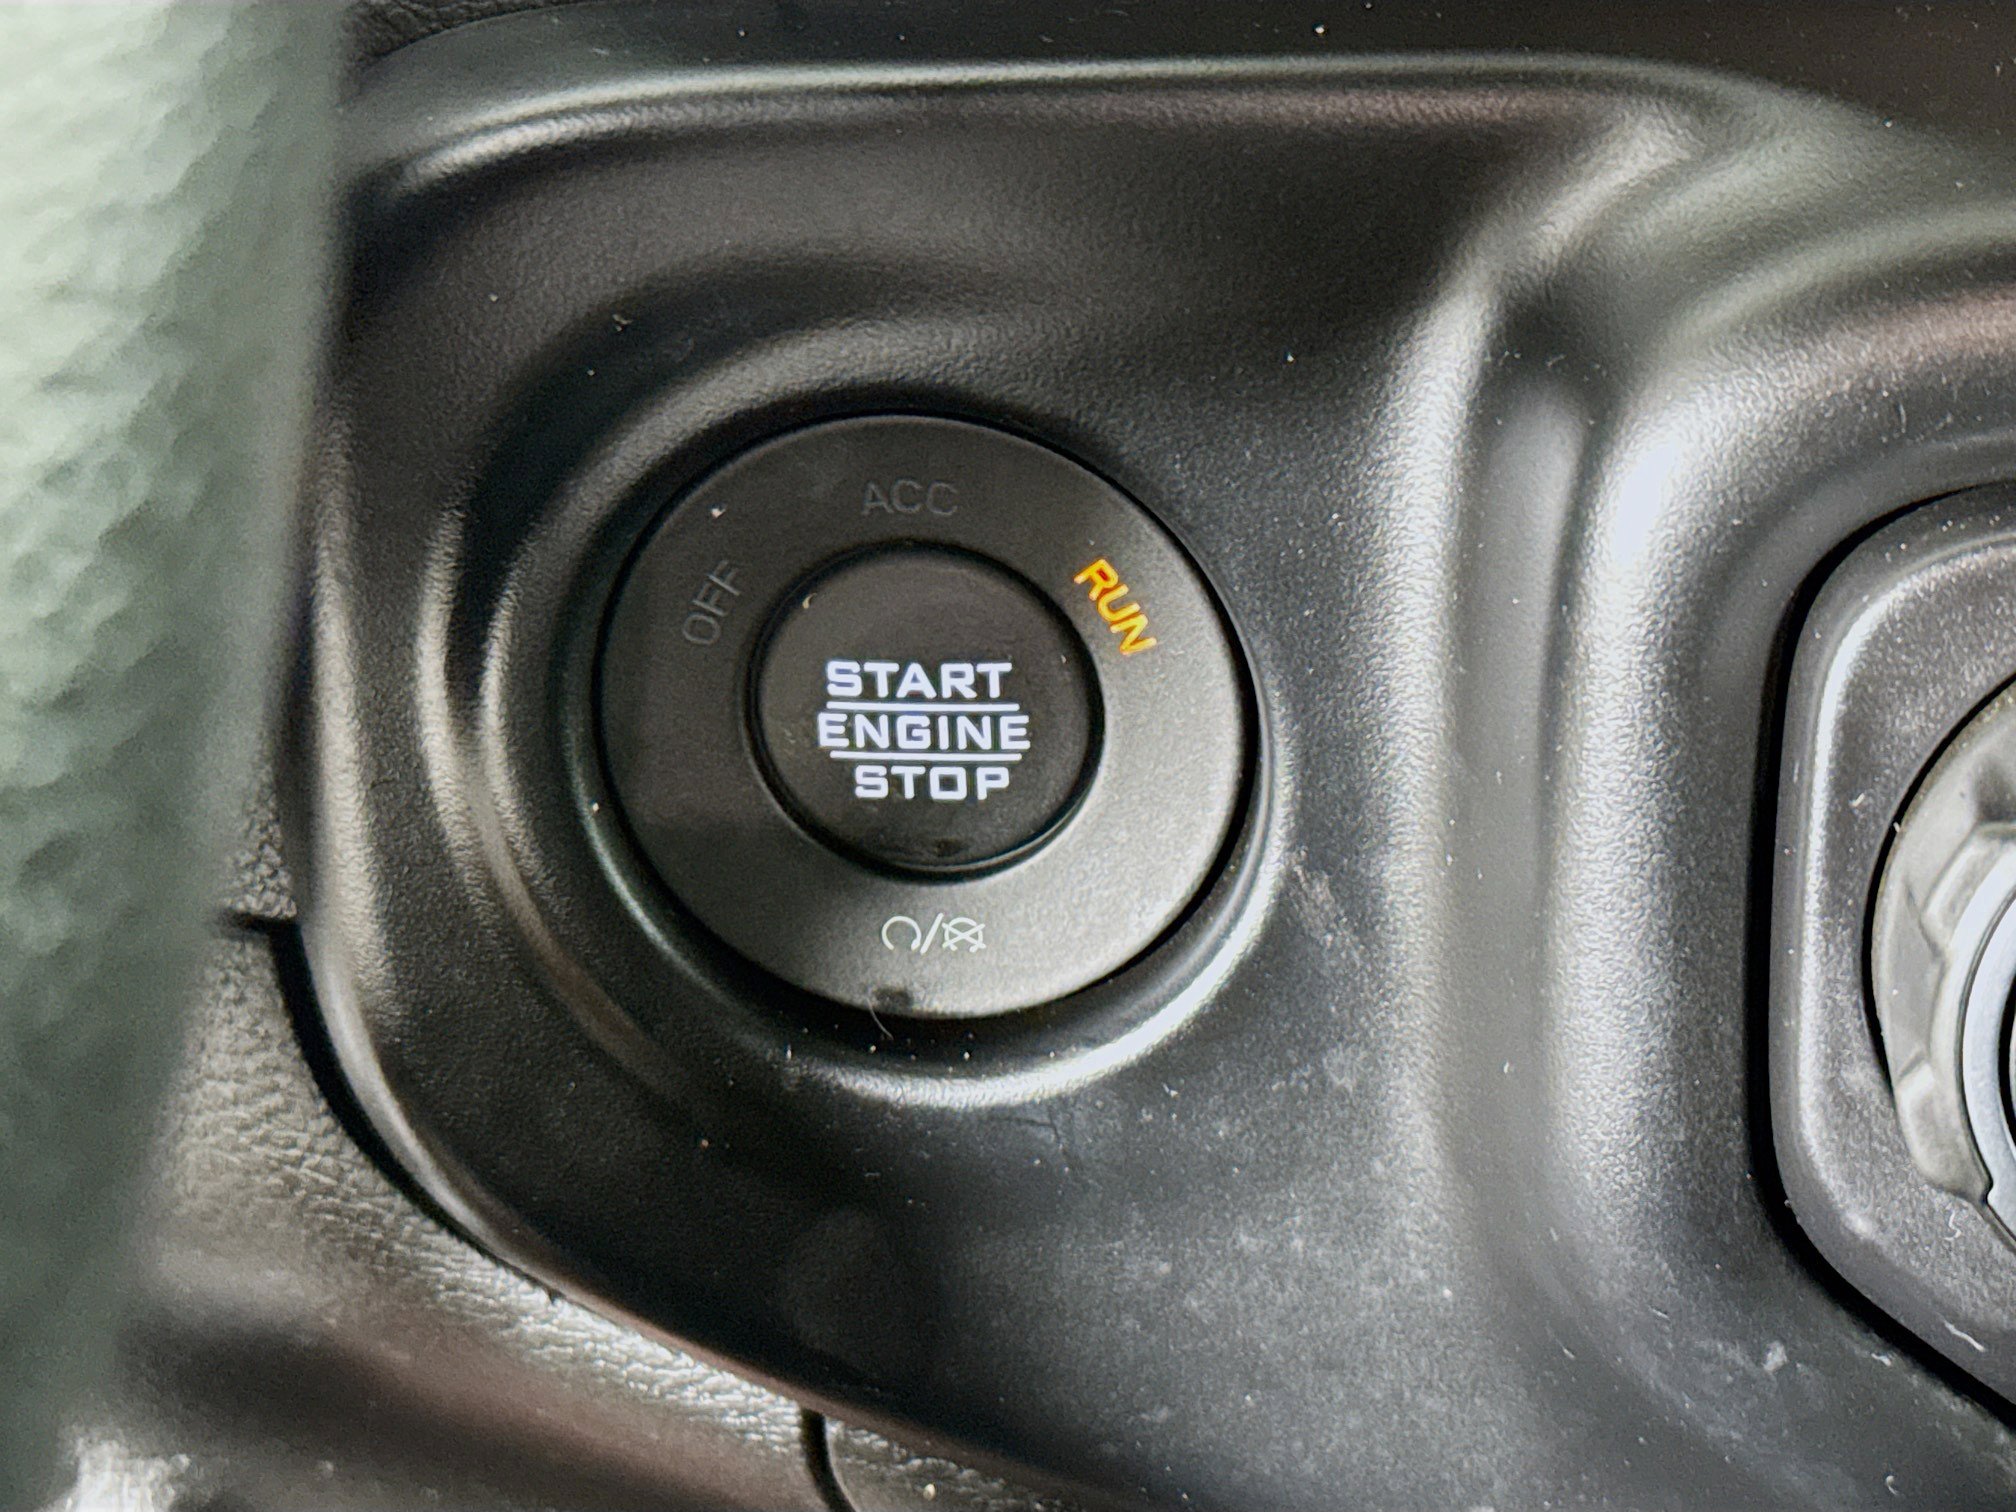 ACC
OFF
RUN
START
ENGINE
STOP